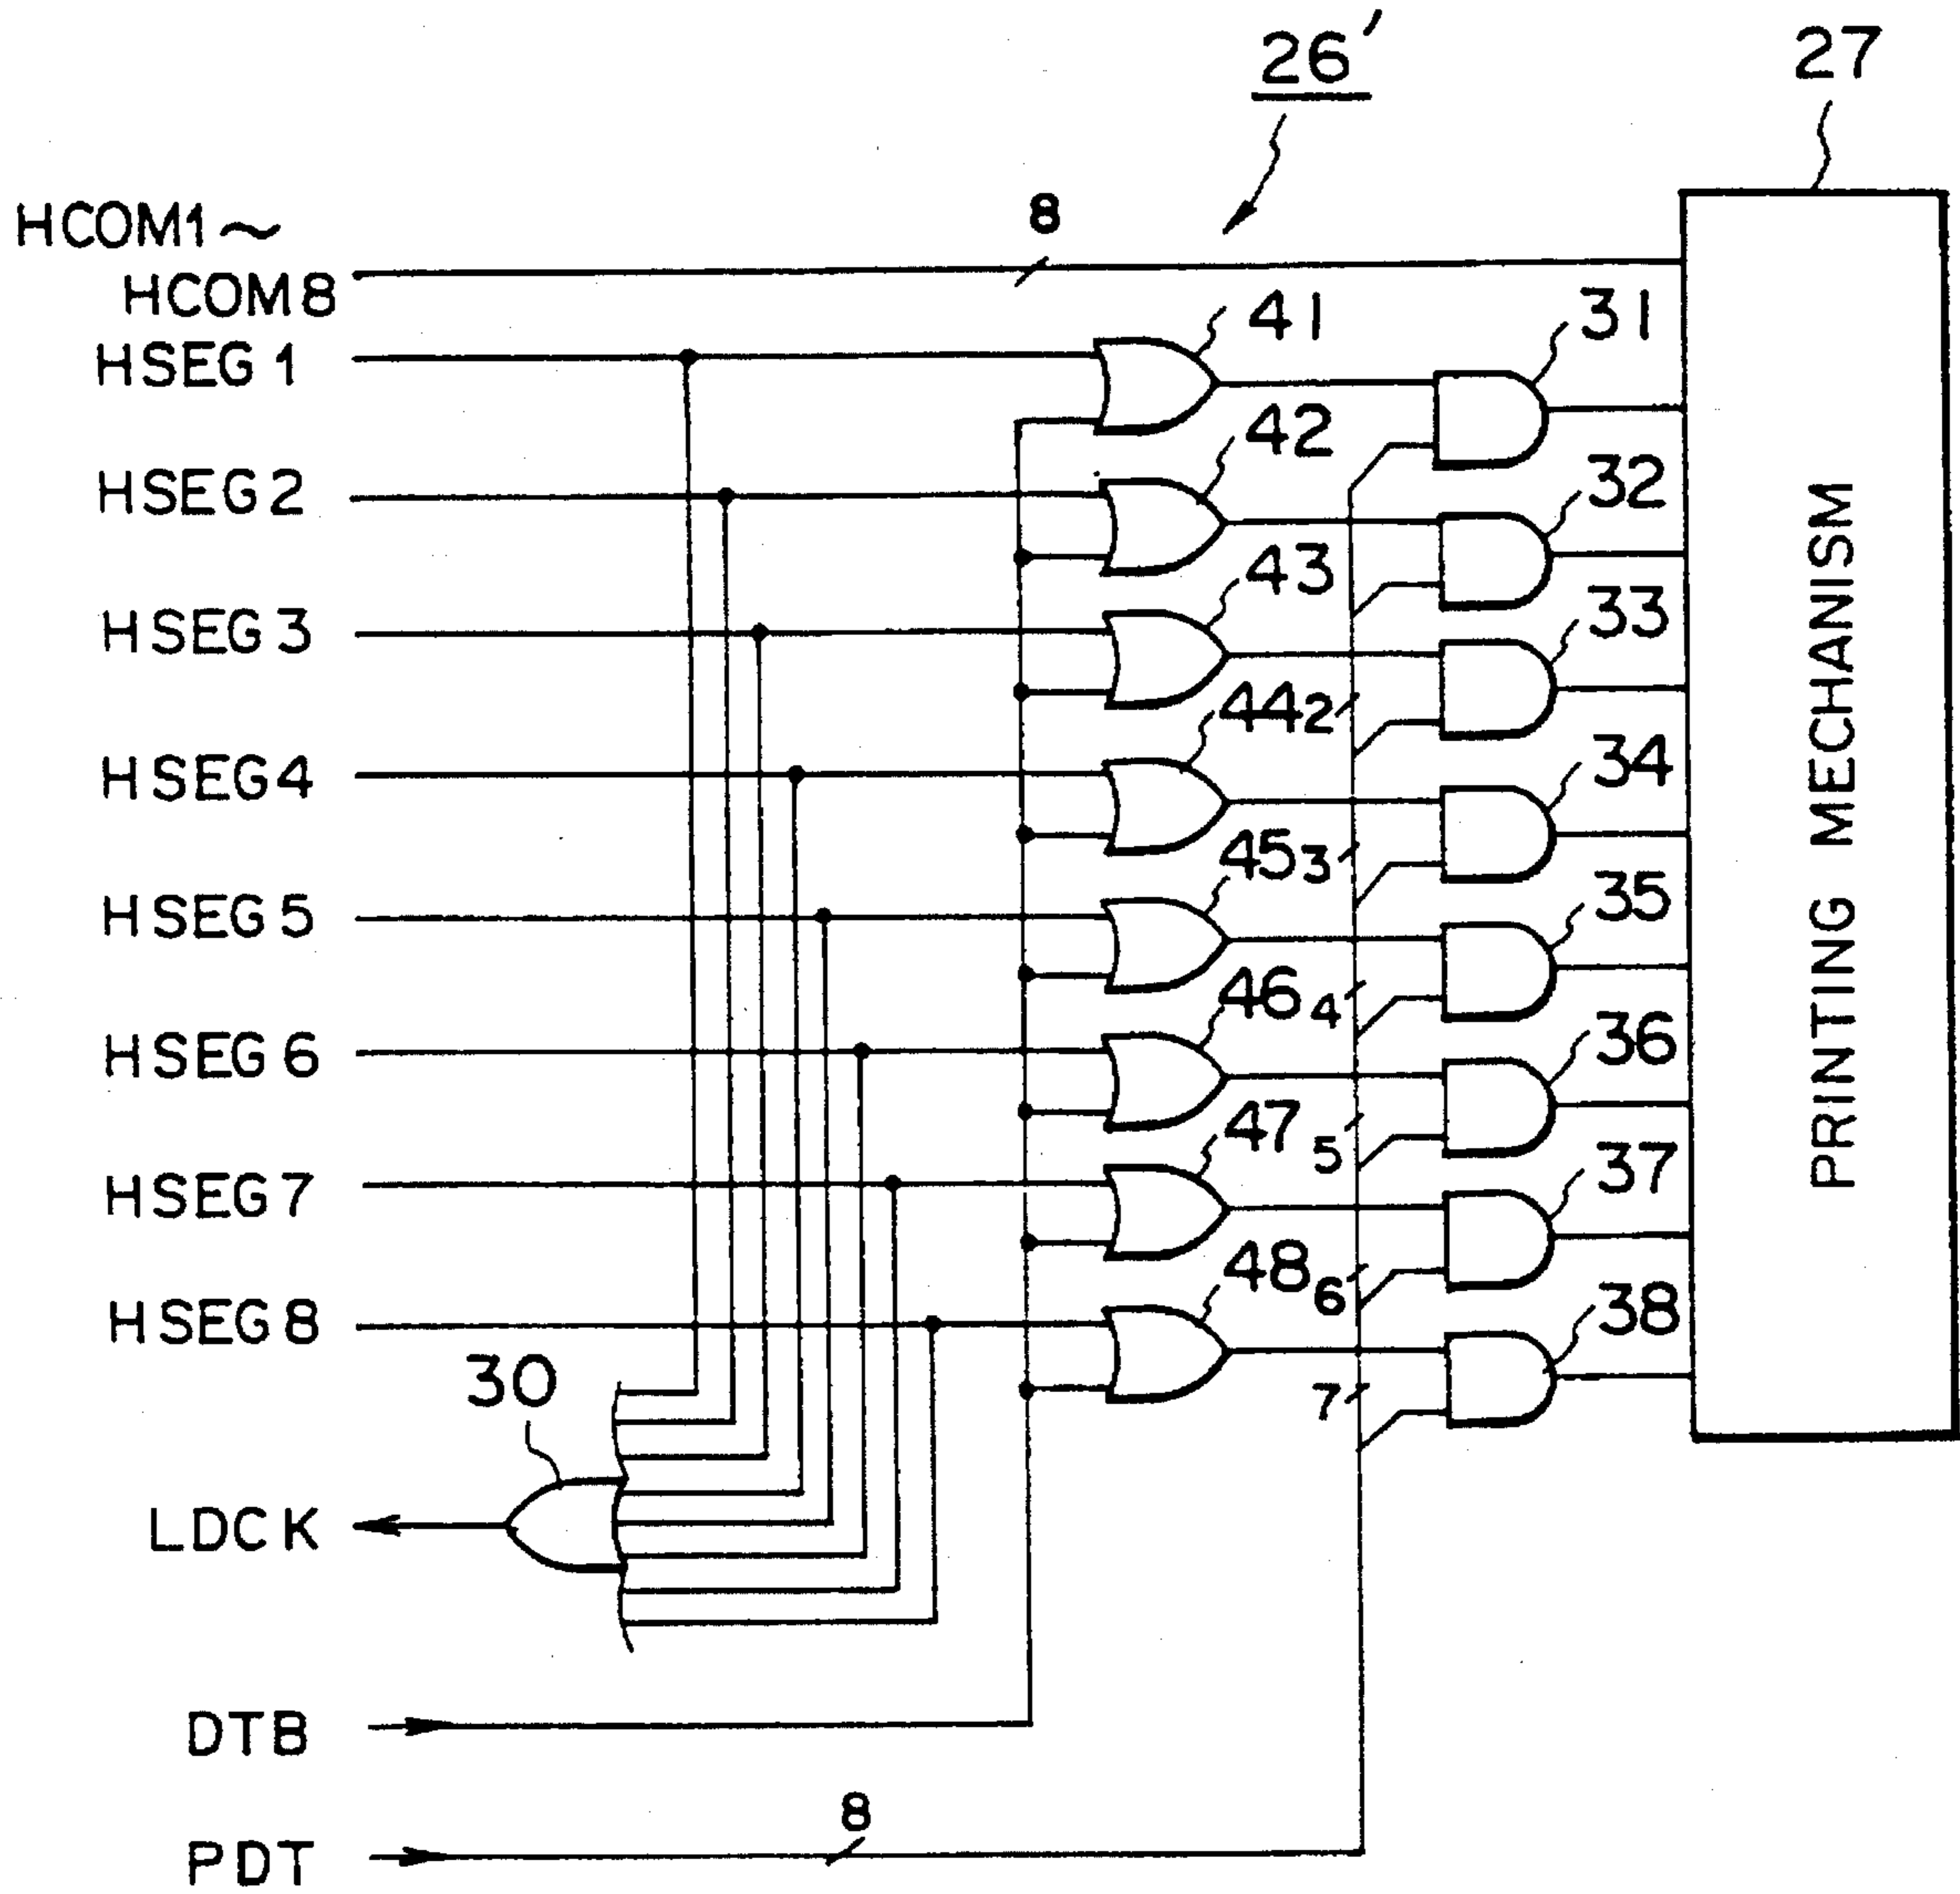 26'
27
HCOM1~
HCOM8
8
HSEG 1
41
31
HSEG 2
42
32
HSEG 3
43
33
HSEG 4
44
2
34
HSEG 5
45
3
35
HSEG 6
46
4
36
HSEG 7
47
5
37
HSEG 8
48
6
38
7
PRINTING MECHANISM
30
LDCK
DTB
8
PDT